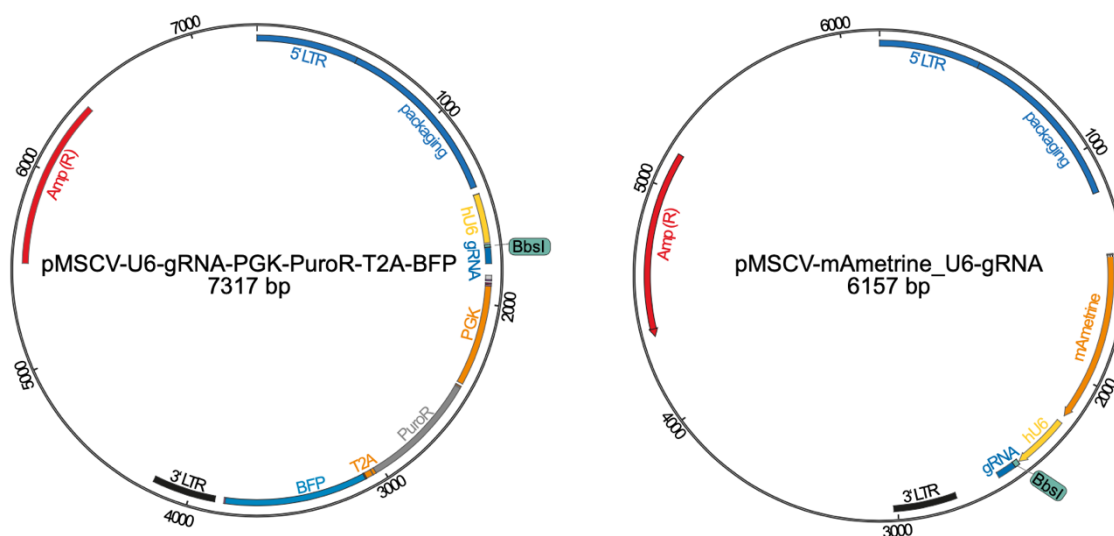 7000
5' LTR
1000
packaging
hU6
BbsI
gRNA
2000
PGK
PuroR
3000
T2A
BFP
3' LTR
4000
5000
6000
Amp (R)
pMSCV-U6-gRNA-PGK-PuroR-T2A-BFP
7317 bp
6000
5' LTR
1000
packaging
mAmetrine
2000
hU6
gRNA
BbsI
3' LTR
3000
4000
5000
Amp (R)
pMSCV-mAmetrine_U6-gRNA
6157 bp